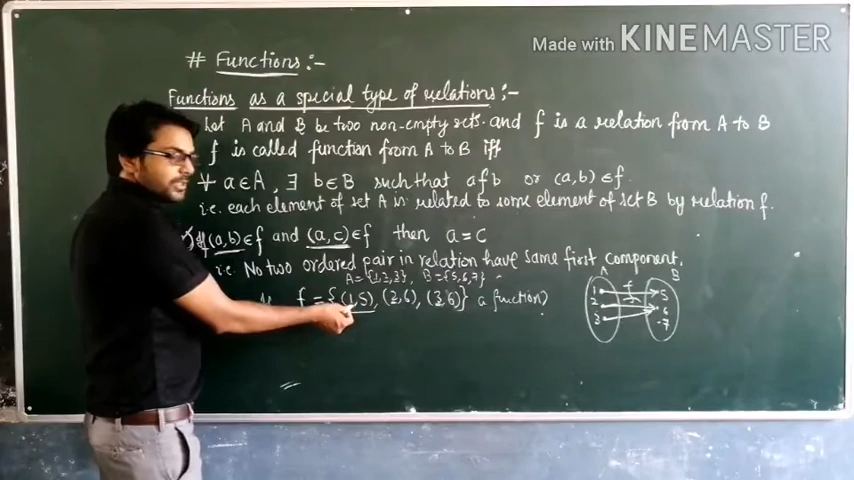 Made with KINEMASTER
# Functions :-
Functions as a special type of relations :-
Let A and B be two non-empty sets. and f is a relation from A to B
f is called function from A to B iff
∀ a∈A, ∃ b∈B such that a f b or (a,b) ∈ f.
i.e. each element of set A is related to some element of set B by relation f.
If (a,b)∈f and (a,c)∈f then a=c
i.e. No two ordered pair in relation have same first component.
A = {1,2,3}, B = {5,6,7}
f = {(1,5), (2,6), (3,6)} a function)
A B
f
1 5
2 6
3 7